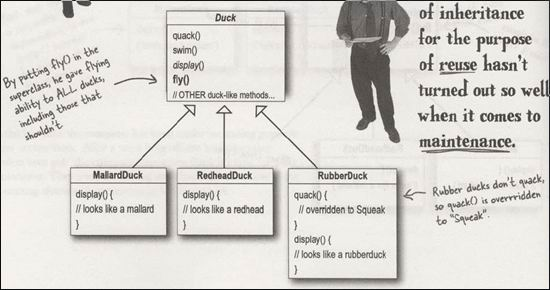 Duck
quack()
swim()
display()
fly()
// OTHER duck-like methods...
By putting fly() in the
superclass, he gave flying
ability to ALL ducks,
including those that
shouldn't
of inheritance
for the purpose
of reuse hasn't
turned out so well
when it comes to
maintenance.
MallardDuck
display() {
// looks like a mallard
}
RedheadDuck
display() {
// looks like a redhead
}
RubberDuck
quack() {
// overridden to Squeak
}
display() {
// looks like a rubberduck
}
Rubber ducks don't quack,
so quack() is overrridden
to "Squeak".